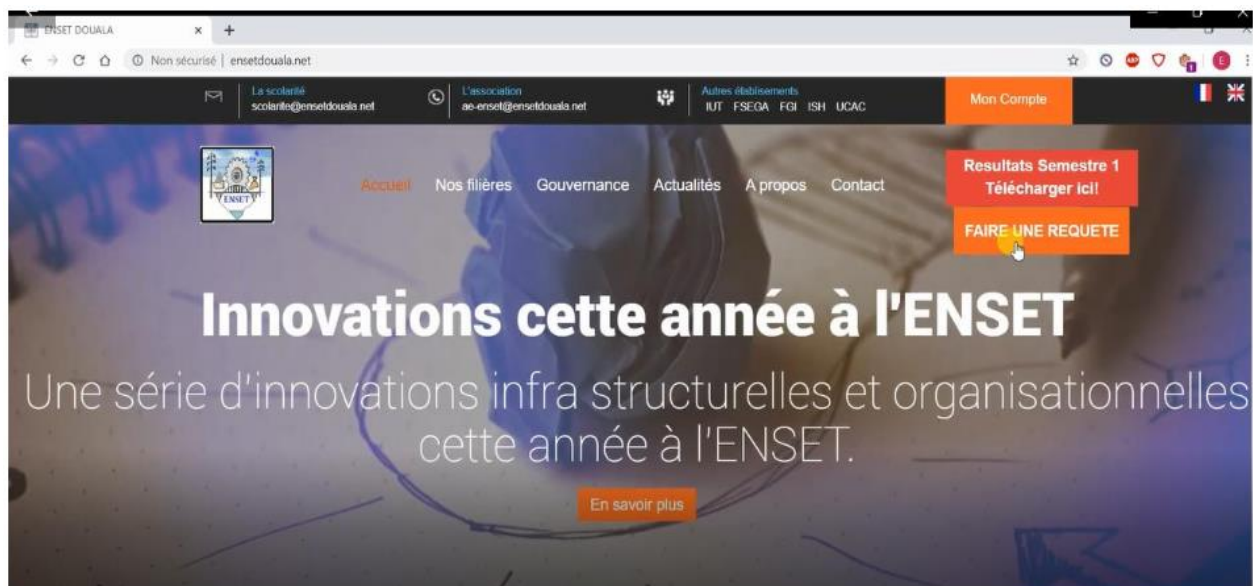 ENSET DOUALA
Non sécurisé | ensetdouala.net
La scolarité
scolarite@ensetdouala.net
L'association
ae-enset@ensetdouala.net
Autres établisements
IUT FSEGA FGI ISH UCAC
Mon Compte
ENSET
Accueil Nos filières Gouvernance Actualités A propos Contact
Resultats Semestre 1
Télécharger ici!
FAIRE UNE REQUETE
Innovations cette année à l'ENSET
Une série d'innovations infra structurelles et organisationnelles
cette année à l'ENSET.
En savoir plus